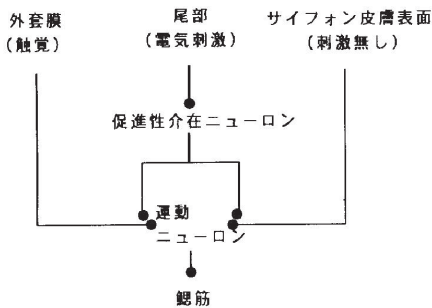 外套膜
(触覚)
尾部
(電気刺激)
サイフォン皮膚表面
(刺激無し)
促進性介在ニューロン
運動
ニューロン
鰓筋